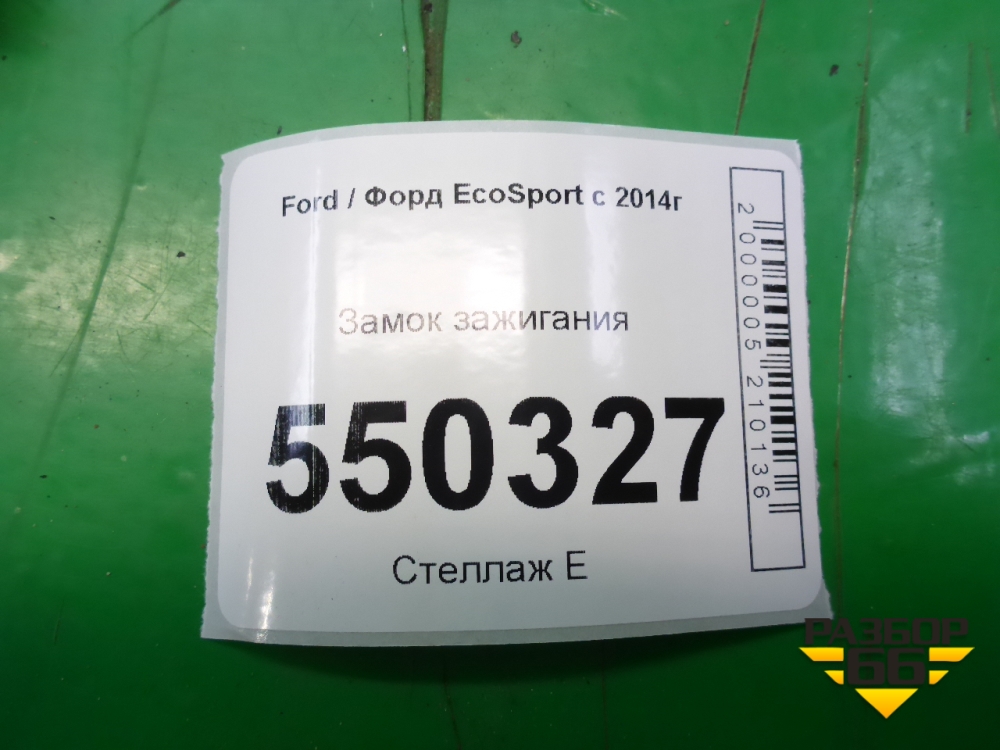 Ford / Форд EcoSport с 2014г
Замок зажигания
550327
Стеллаж Е
2000005210136
РАЗБОР
66